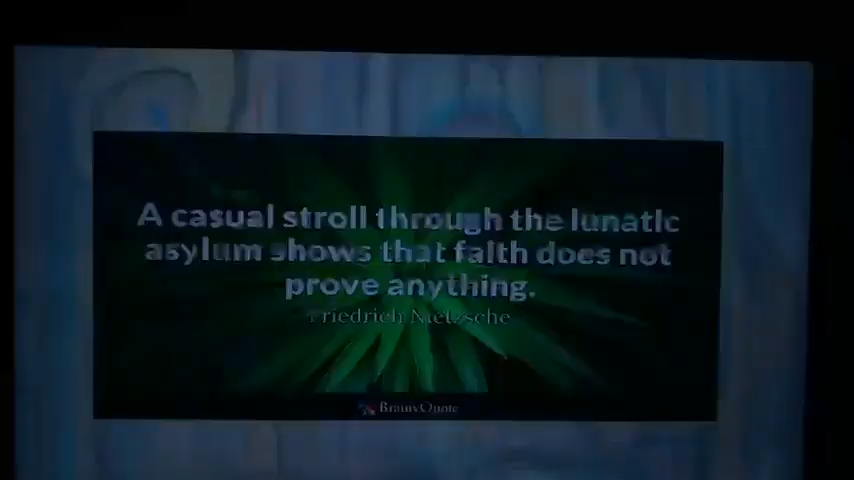 A casual stroll through the lunatic
asylum shows that faith does not
prove anything.
Friedrich Nietzsche
BrainyQuote